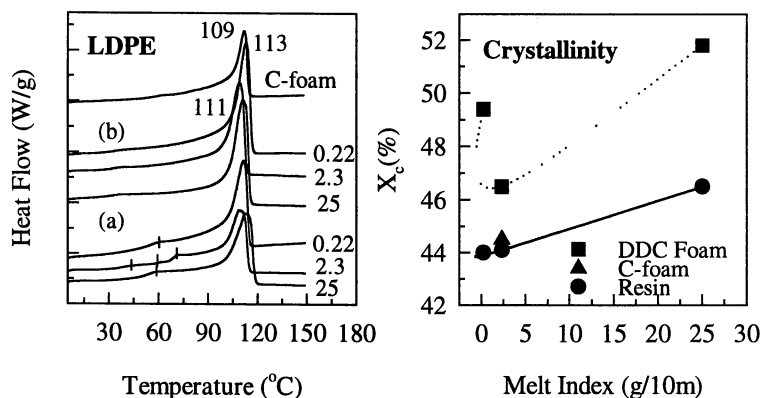 LDPE
109
113
C-foam
111
(b)
0.22
2.3
25
(a)
0.22
2.3
25
Heat Flow (W/g)
0 30 60 90 120 150 180
Temperature (°C)
Crystallinity
52
50
48
46
44
42
X_c(%)
DDC Foam
C-foam
Resin
0 5 10 15 20 25 30
Melt Index (g/10m)